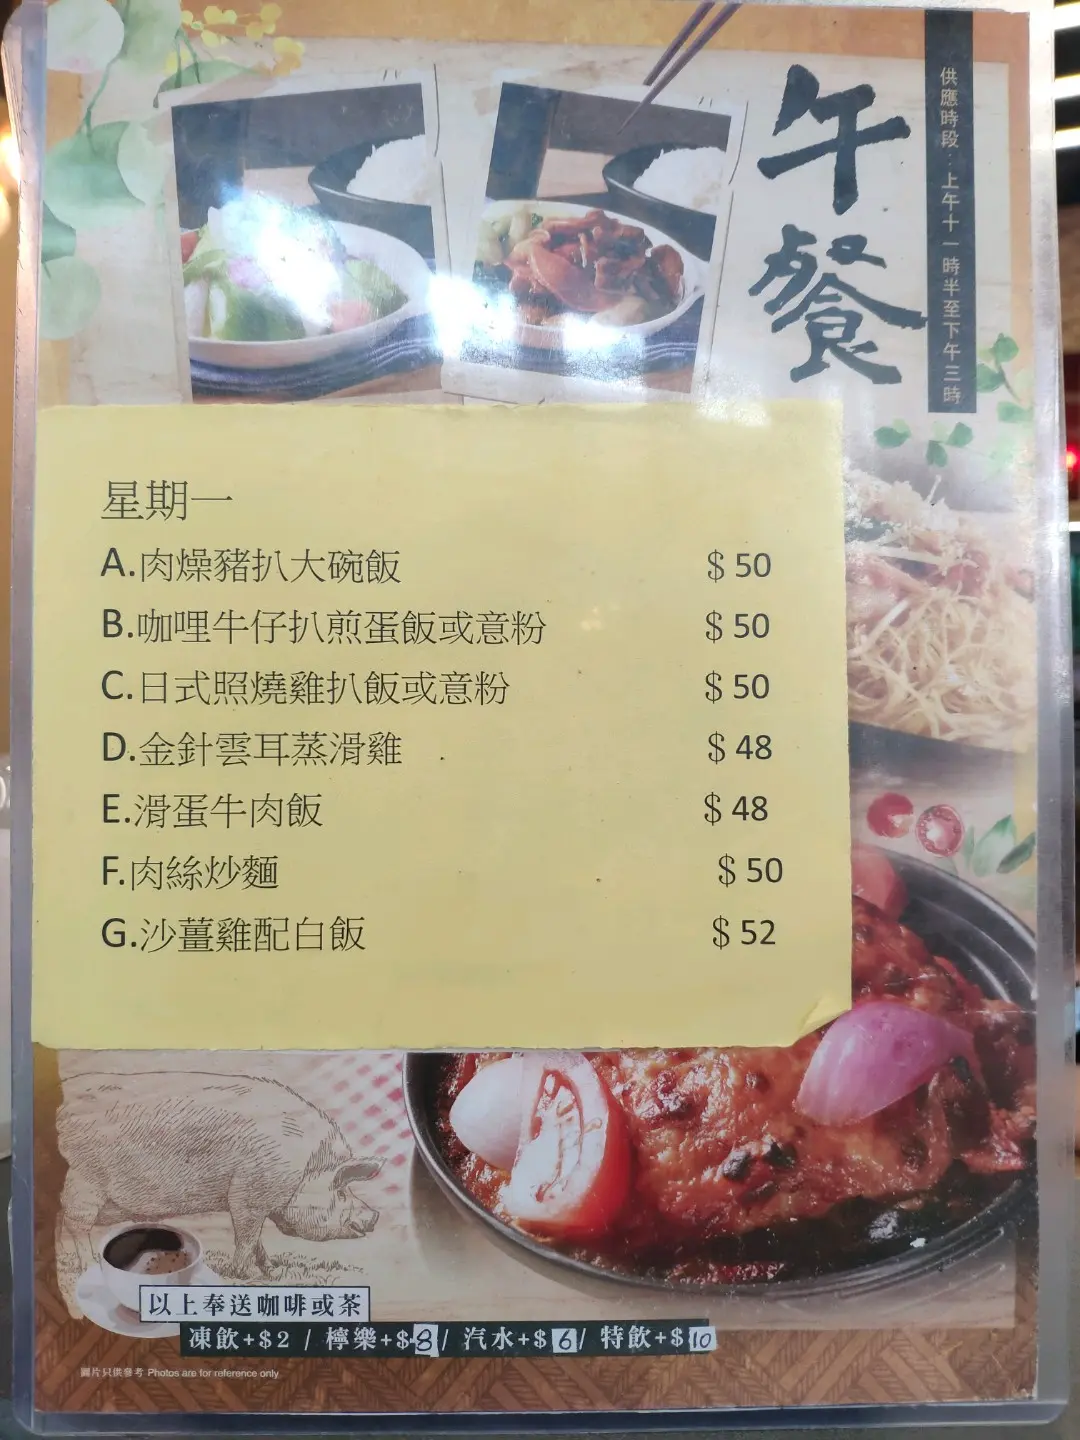 午餐
供應時段：上午十一時半至下午三時
星期一
A.肉燥豬扒大碗飯 $50
B.咖哩牛仔扒煎蛋飯或意粉 $50
C.日式照燒雞扒飯或意粉 $50
D.金針雲耳蒸滑雞 $48
E.滑蛋牛肉飯 $48
F.肉絲炒麵 $50
G.沙薑雞配白飯 $52
以上奉送咖啡或茶
凍飲+$2 / 檸樂+$8 / 汽水+$6 / 特飲+$10
圖片只供參考 Photos are for reference only